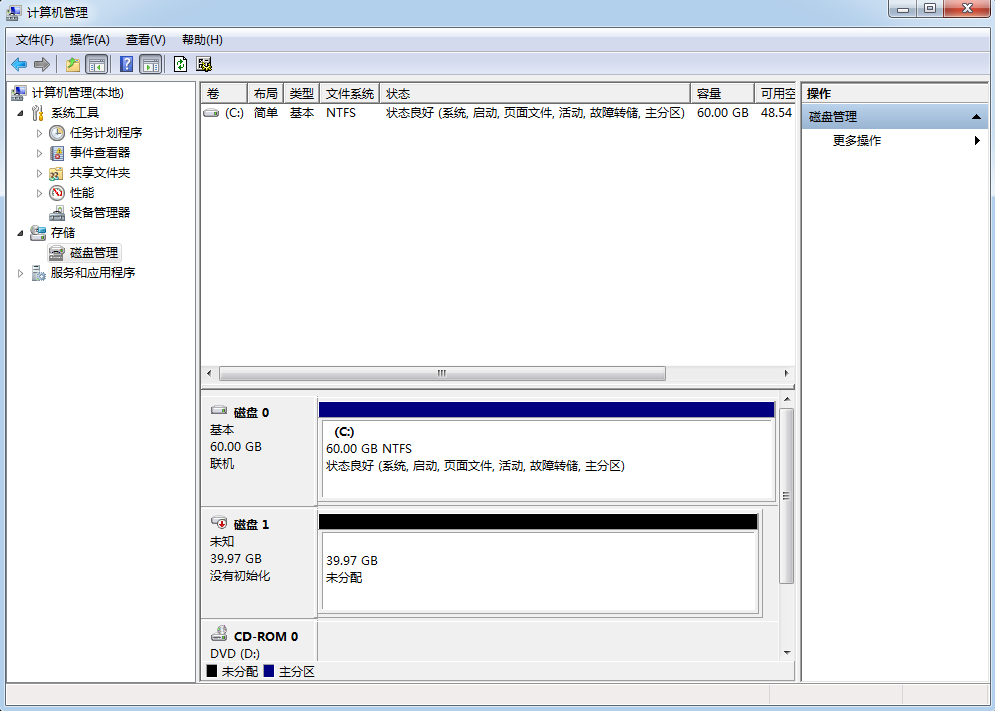 计算机管理
文件(F) 操作(A) 查看(V) 帮助(H)
计算机管理(本地)
系统工具
任务计划程序
事件查看器
共享文件夹
性能
设备管理器
存储
磁盘管理
服务和应用程序
卷 布局 类型 文件系统 状态 容量 可用空
(C:) 简单 基本 NTFS 状态良好 (系统, 启动, 页面文件, 活动, 故障转储, 主分区) 60.00 GB 48.54
磁盘 0
基本
60.00 GB
联机
(C:)
60.00 GB NTFS
状态良好 (系统, 启动, 页面文件, 活动, 故障转储, 主分区)
磁盘 1
未知
39.97 GB
没有初始化
39.97 GB
未分配
CD-ROM 0
DVD (D:)
未分配 主分区
操作
磁盘管理
更多操作